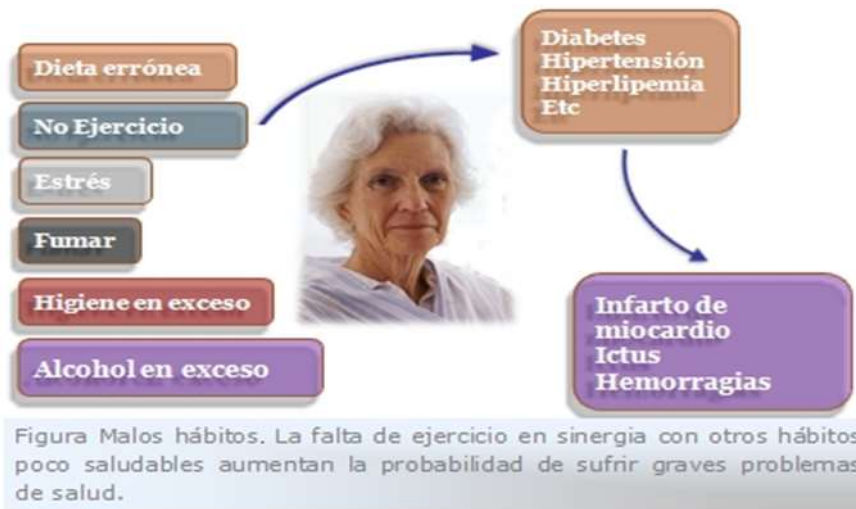 Dieta errónea
No Ejercicio
Estrés
Fumar
Higiene en exceso
Alcohol en exceso
Diabetes
Hipertensión
Hiperlipemia
Etc
Infarto de
miocardio
Ictus
Hemorragias
Figura Malos hábitos. La falta de ejercicio en sinergia con otros hábitos
poco saludables aumentan la probabilidad de sufrir graves problemas
de salud.